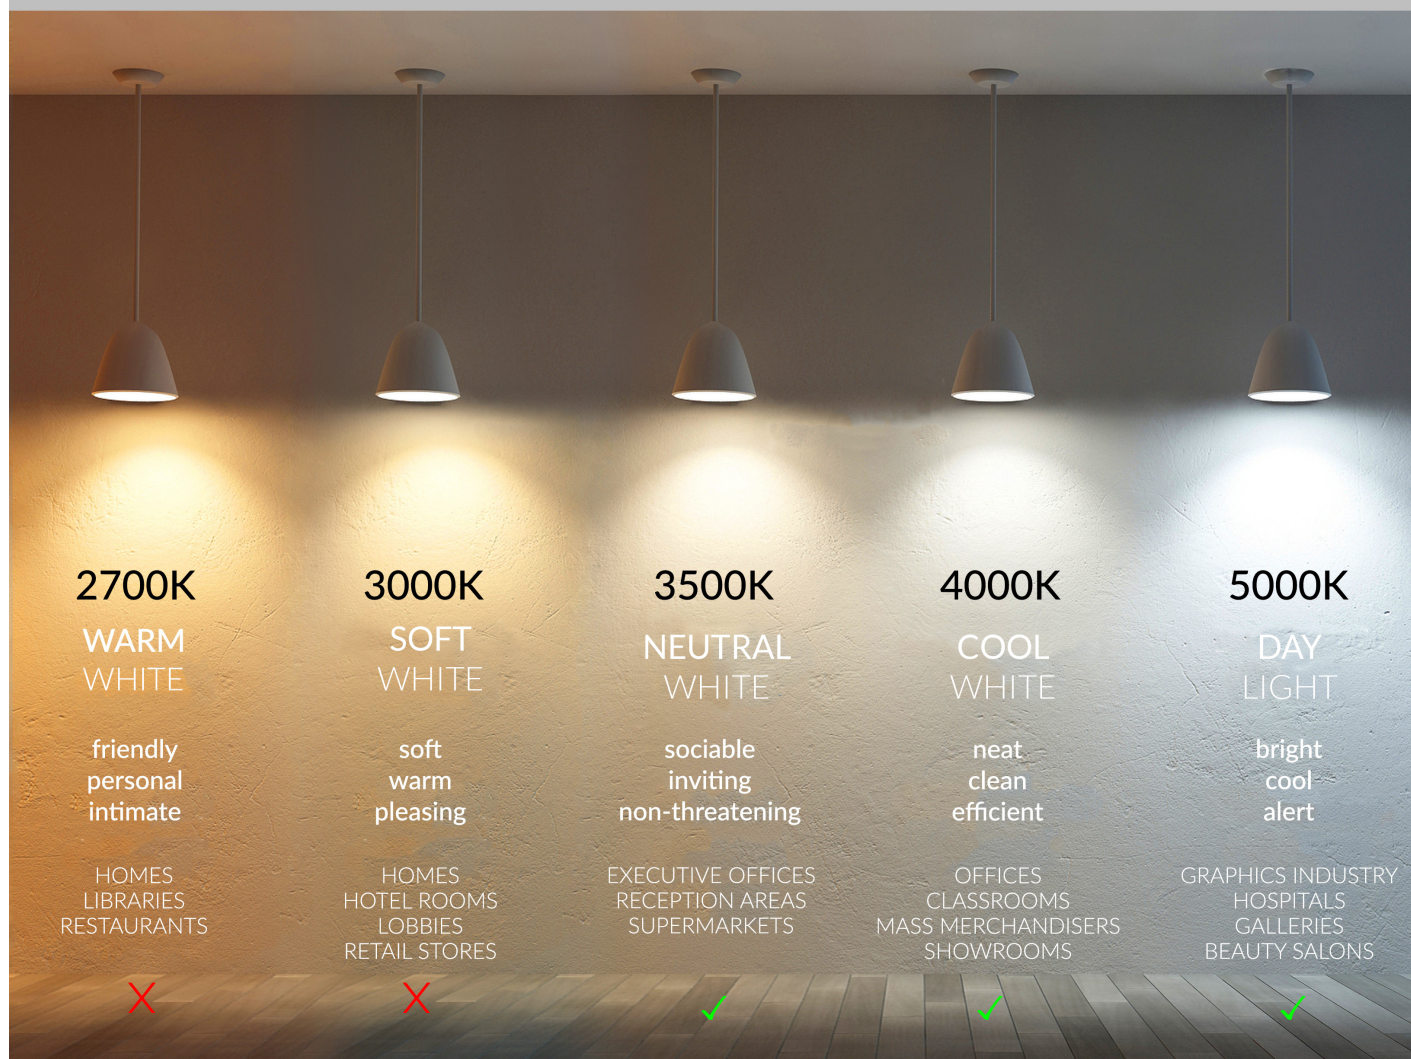 2700K
WARM
WHITE
friendly
personal
intimate
HOMES
LIBRARIES
RESTAURANTS
3000K
SOFT
WHITE
soft
warm
pleasing
HOMES
HOTEL ROOMS
LOBBIES
RETAIL STORES
3500K
NEUTRAL
WHITE
sociable
inviting
non-threatening
EXECUTIVE OFFICES
RECEPTION AREAS
SUPERMARKETS
4000K
COOL
WHITE
neat
clean
efficient
OFFICES
CLASSROOMS
MASS MERCHANDISERS
SHOWROOMS
5000K
DAY
LIGHT
bright
cool
alert
GRAPHICS INDUSTRY
HOSPITALS
GALLERIES
BEAUTY SALONS